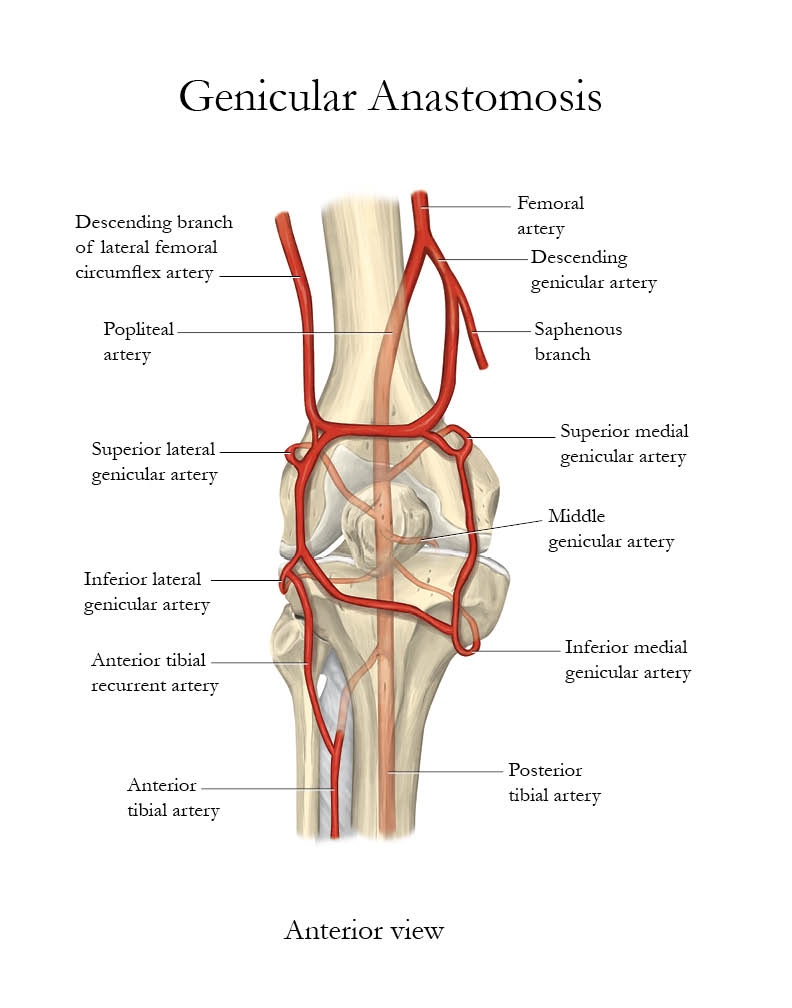 Genicular Anastomosis
Descending branch
of lateral femoral
circumflex artery
Popliteal
artery
Superior lateral
genicular artery
Inferior lateral
genicular artery
Anterior tibial
recurrent artery
Anterior
tibial artery
Femoral
artery
Descending
genicular artery
Saphenous
branch
Superior medial
genicular artery
Middle
genicular artery
Inferior medial
genicular artery
Posterior
tibial artery
Anterior view